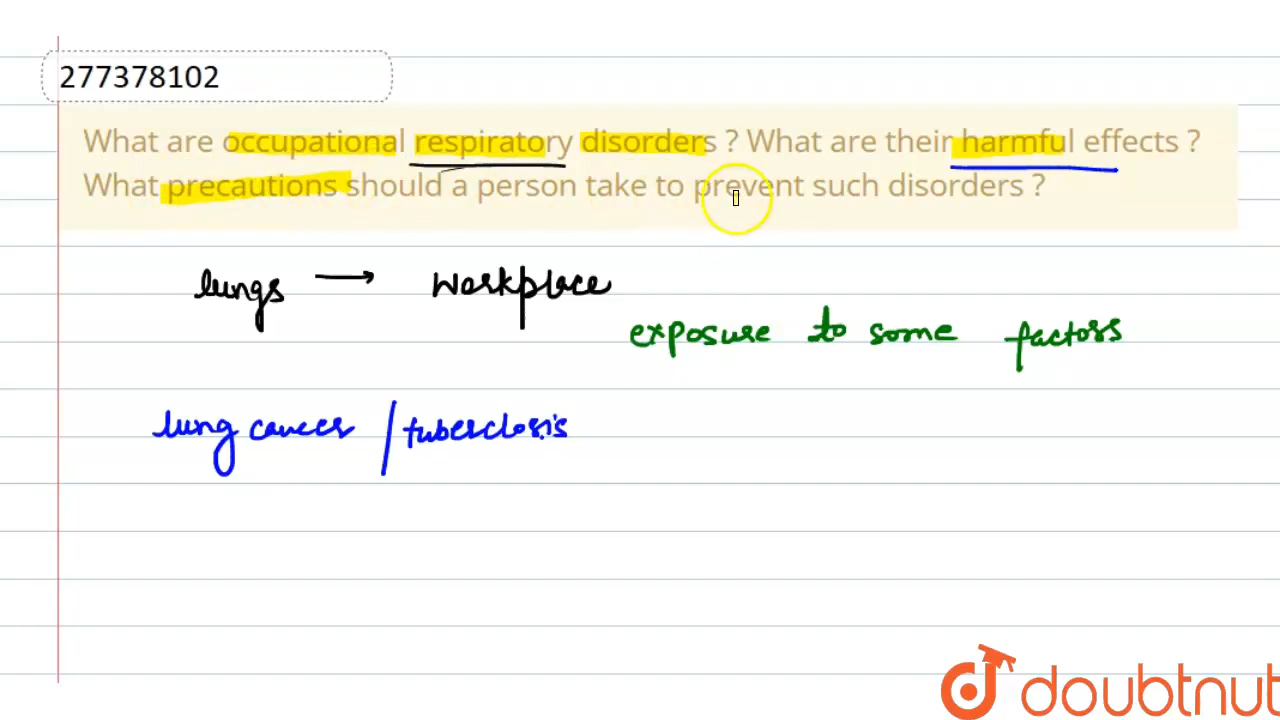 277378102
What are occupational respiratory disorders ? What are their harmful effects ?
What precautions should a person take to prevent such disorders ?
lungs → workplace
exposure to some factors
lung cancer / tuberclosis
doubtnut